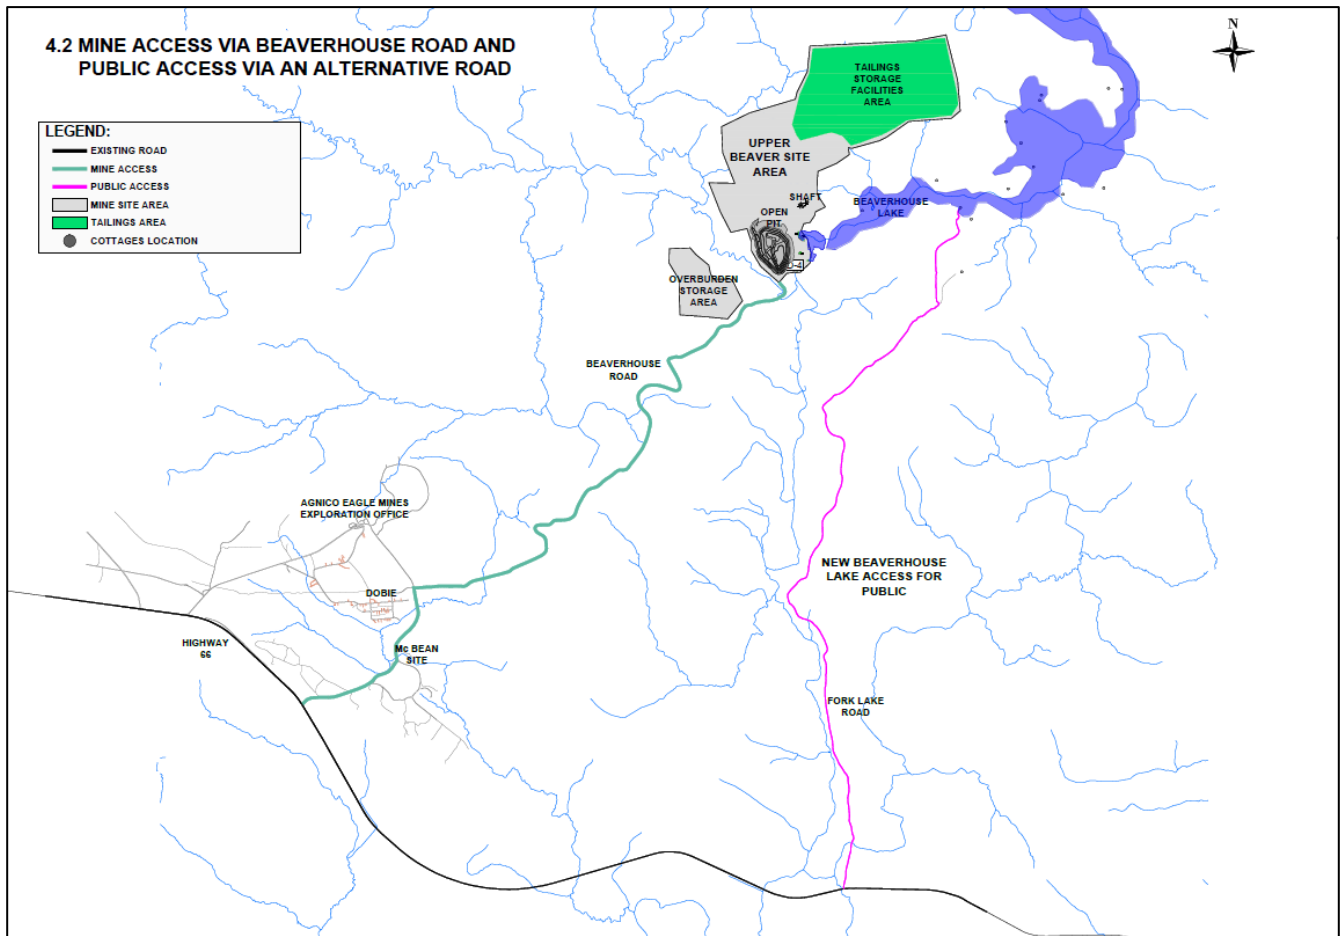 4.2 MINE ACCESS VIA BEAVERHOUSE ROAD AND
PUBLIC ACCESS VIA AN ALTERNATIVE ROAD
N
LEGEND:
EXISTING ROAD
MINE ACCESS
PUBLIC ACCESS
MINE SITE AREA
TAILINGS AREA
COTTAGES LOCATION
TAILINGS
STORAGE
FACILITIES
AREA
UPPER
BEAVER SITE
AREA
SHAFT
OPEN
PIT
BEAVERHOUSE
LAKE
OVERBURDEN
STORAGE
AREA
BEAVERHOUSE
ROAD
AGNICO EAGLE MINES
EXPLORATION OFFICE
DOBIE
HIGHWAY
66
Mc BEAN
SITE
NEW BEAVERHOUSE
LAKE ACCESS FOR
PUBLIC
FORK LAKE
ROAD